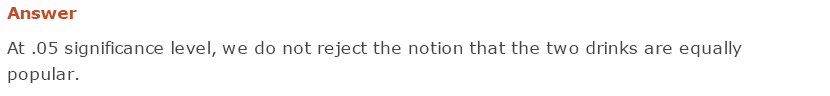 Answer
At .05 significance level, we do not reject the notion that the two drinks are equally
popular.